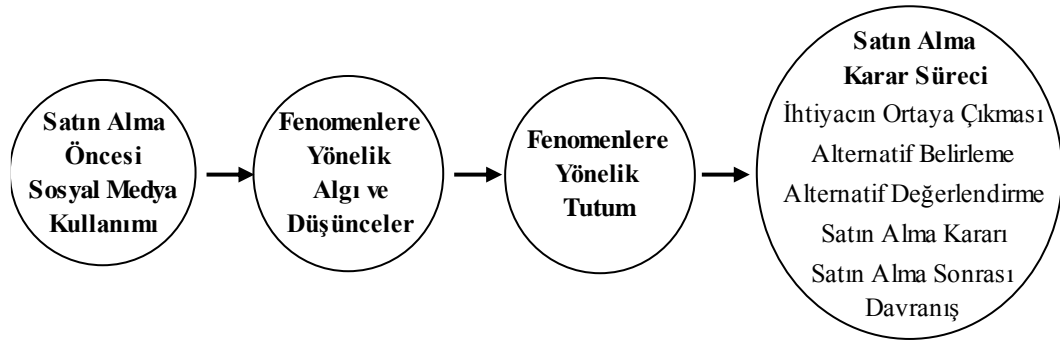 Satın Alma
Öncesi
Sosyal Medya
Kullanımı
Fenomenlere
Yönelik
Algı ve
Düşünceler
Fenomenlere
Yönelik
Tutum
Satın Alma
Karar Süreci
İhtiyacın Ortaya Çıkması
Alternatif Belirleme
Alternatif Değerlendirme
Satın Alma Kararı
Satın Alma Sonrası
Davranış